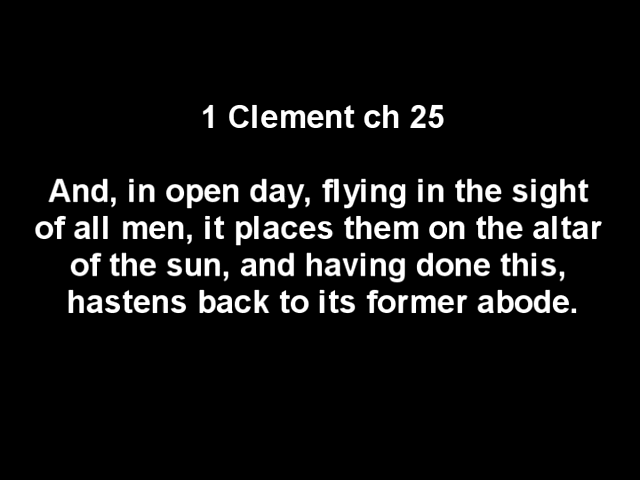 1 Clement ch 25
And, in open day, flying in the sight
of all men, it places them on the altar
of the sun, and having done this,
hastens back to its former abode.